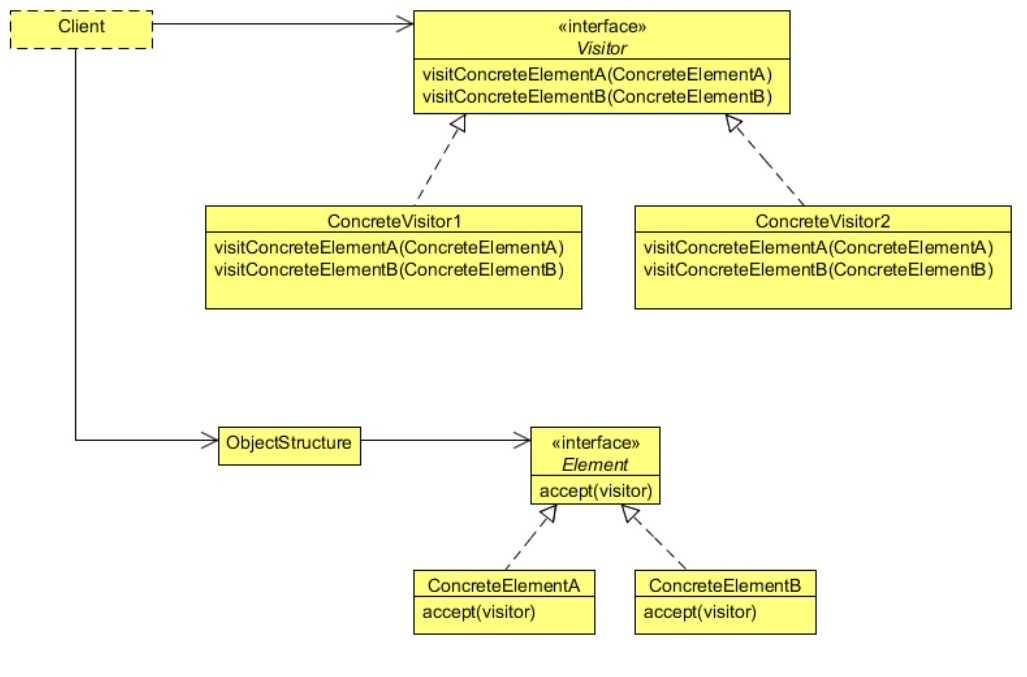 Client
«interface»
Visitor
visitConcreteElementA(ConcreteElementA)
visitConcreteElementB(ConcreteElementB)
ConcreteVisitor1
visitConcreteElementA(ConcreteElementA)
visitConcreteElementB(ConcreteElementB)
ConcreteVisitor2
visitConcreteElementA(ConcreteElementA)
visitConcreteElementB(ConcreteElementB)
ObjectStructure
«interface»
Element
accept(visitor)
ConcreteElementA
accept(visitor)
ConcreteElementB
accept(visitor)